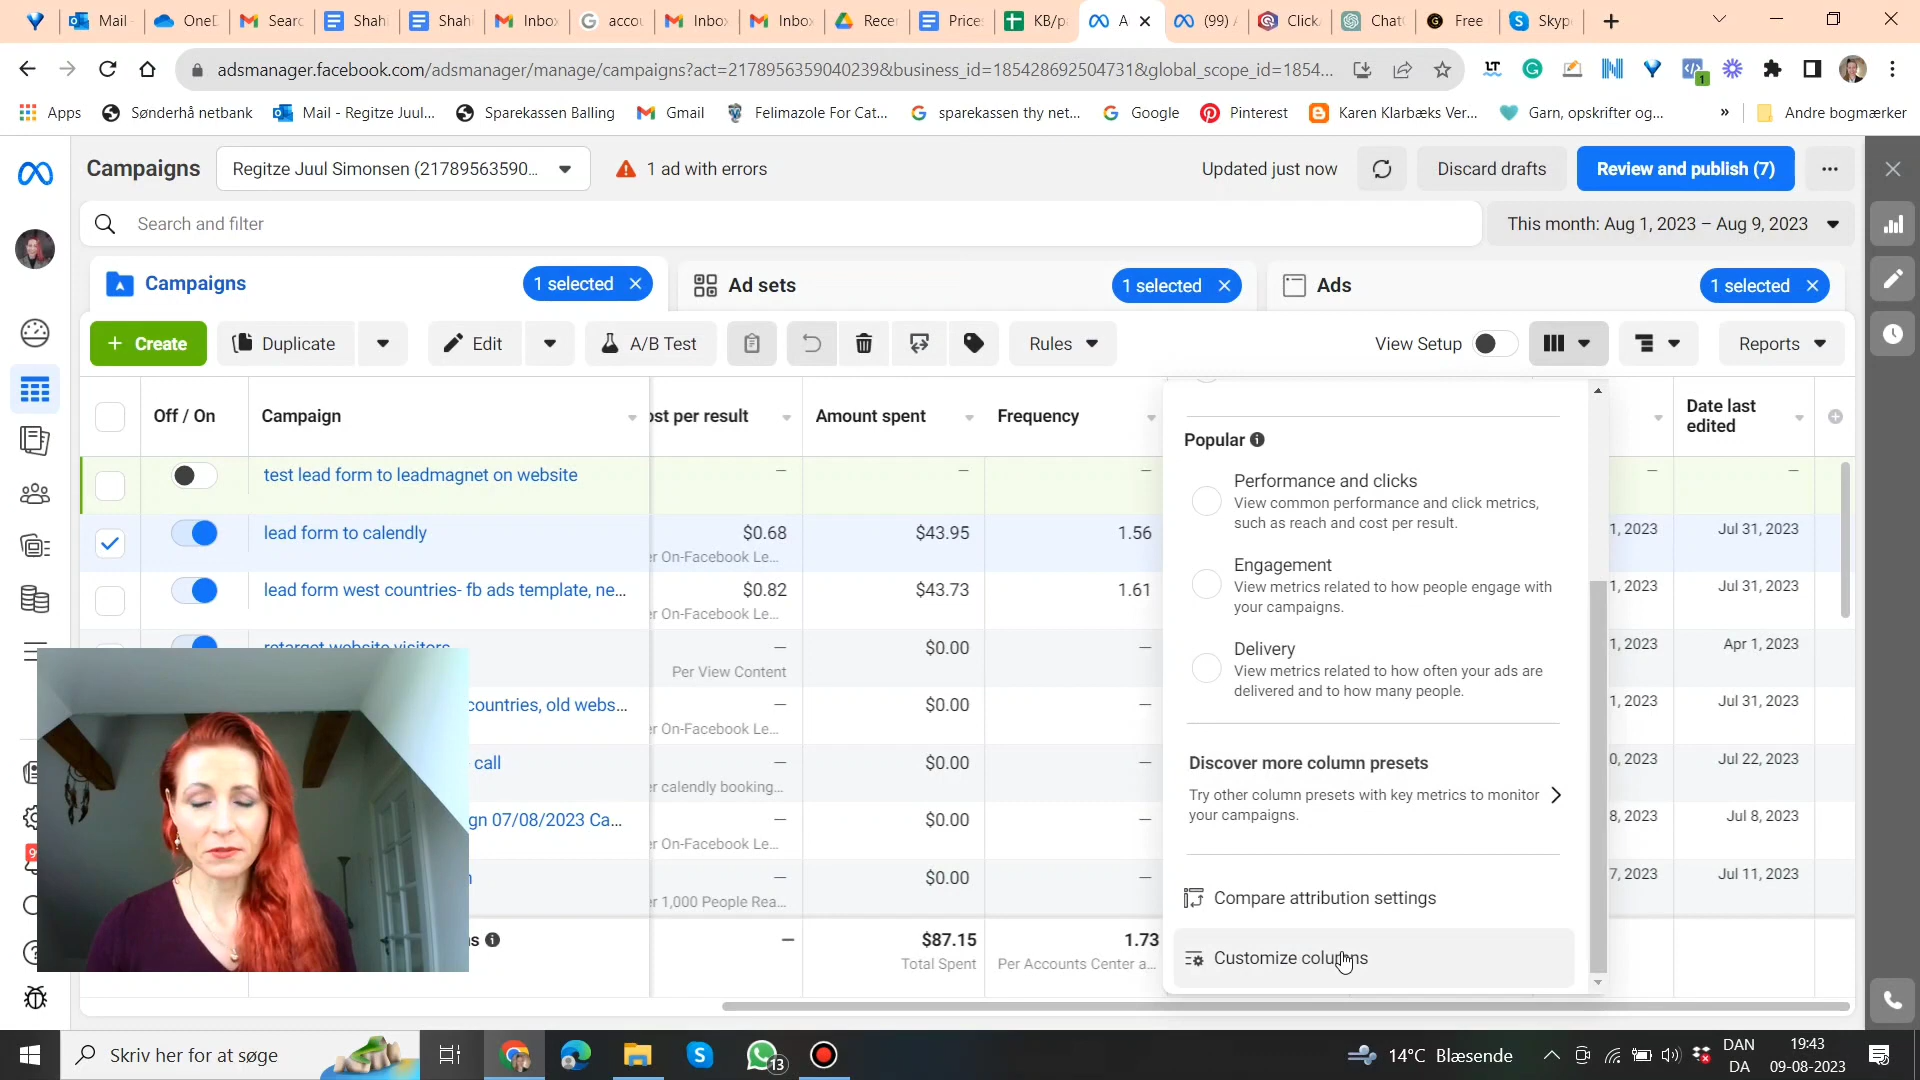 Mail
OneD
Searc
Shahi
Shahi
Inbox
accou
Inbox
Inbox
Recen
Prices
KB/p
A
(99)
Click
ChatG
Free
Skype
adsmanager.facebook.com/adsmanager/manage/campaigns?act=2178956359040239&business_id=185428692504731&global_scope_id=1854...
Apps
Sønderhå netbank
Mail - Regitze Juul...
Sparekassen Balling
Gmail
Felimazole For Cat...
sparekassen thy net...
Google
Pinterest
Karen Klarbæks Ver...
Garn, opskrifter og...
»
Andre bogmærker
Campaigns
Regitze Juul Simonsen (21789563590...
1 ad with errors
Updated just now
Discard drafts
Review and publish (7)
Search and filter
This month: Aug 1, 2023 – Aug 9, 2023
Campaigns
1 selected
Ad sets
1 selected
Ads
1 selected
+ Create
Duplicate
Edit
A/B Test
Rules
View Setup
Reports
Off / On
Campaign
ost per result
Amount spent
Frequency
Date last
edited
test lead form to leadmagnet on website
—
—
—
—
—
lead form to calendly
$0.68
er On-Facebook Le...
$43.95
1.56
1, 2023
Jul 31, 2023
lead form west countries- fb ads template, ne...
$0.82
er On-Facebook Le...
$43.73
1.61
1, 2023
Jul 31, 2023
retarget website visitors
—
Per View Content
$0.00
—
1, 2023
Apr 1, 2023
countries, old webs...
—
er On-Facebook Le...
$0.00
—
1, 2023
Jul 31, 2023
call
—
er calendly booking...
$0.00
—
0, 2023
Jul 22, 2023
gn 07/08/2023 Ca...
—
er On-Facebook Le...
$0.00
—
8, 2023
Jul 8, 2023
—
er 1,000 People Rea...
$0.00
—
7, 2023
Jul 11, 2023
—
$87.15
Total Spent
1.73
Per Accounts Center a...
Popular
Performance and clicks
View common performance and click metrics,
such as reach and cost per result.
Engagement
View metrics related to how people engage with
your campaigns.
Delivery
View metrics related to how often your ads are
delivered and to how many people.
Discover more column presets
Try other column presets with key metrics to monitor
your campaigns.
Compare attribution settings
Customize columns
Skriv her for at søge
13
14°C Blæsende
DAN
DA
19:43
09-08-2023